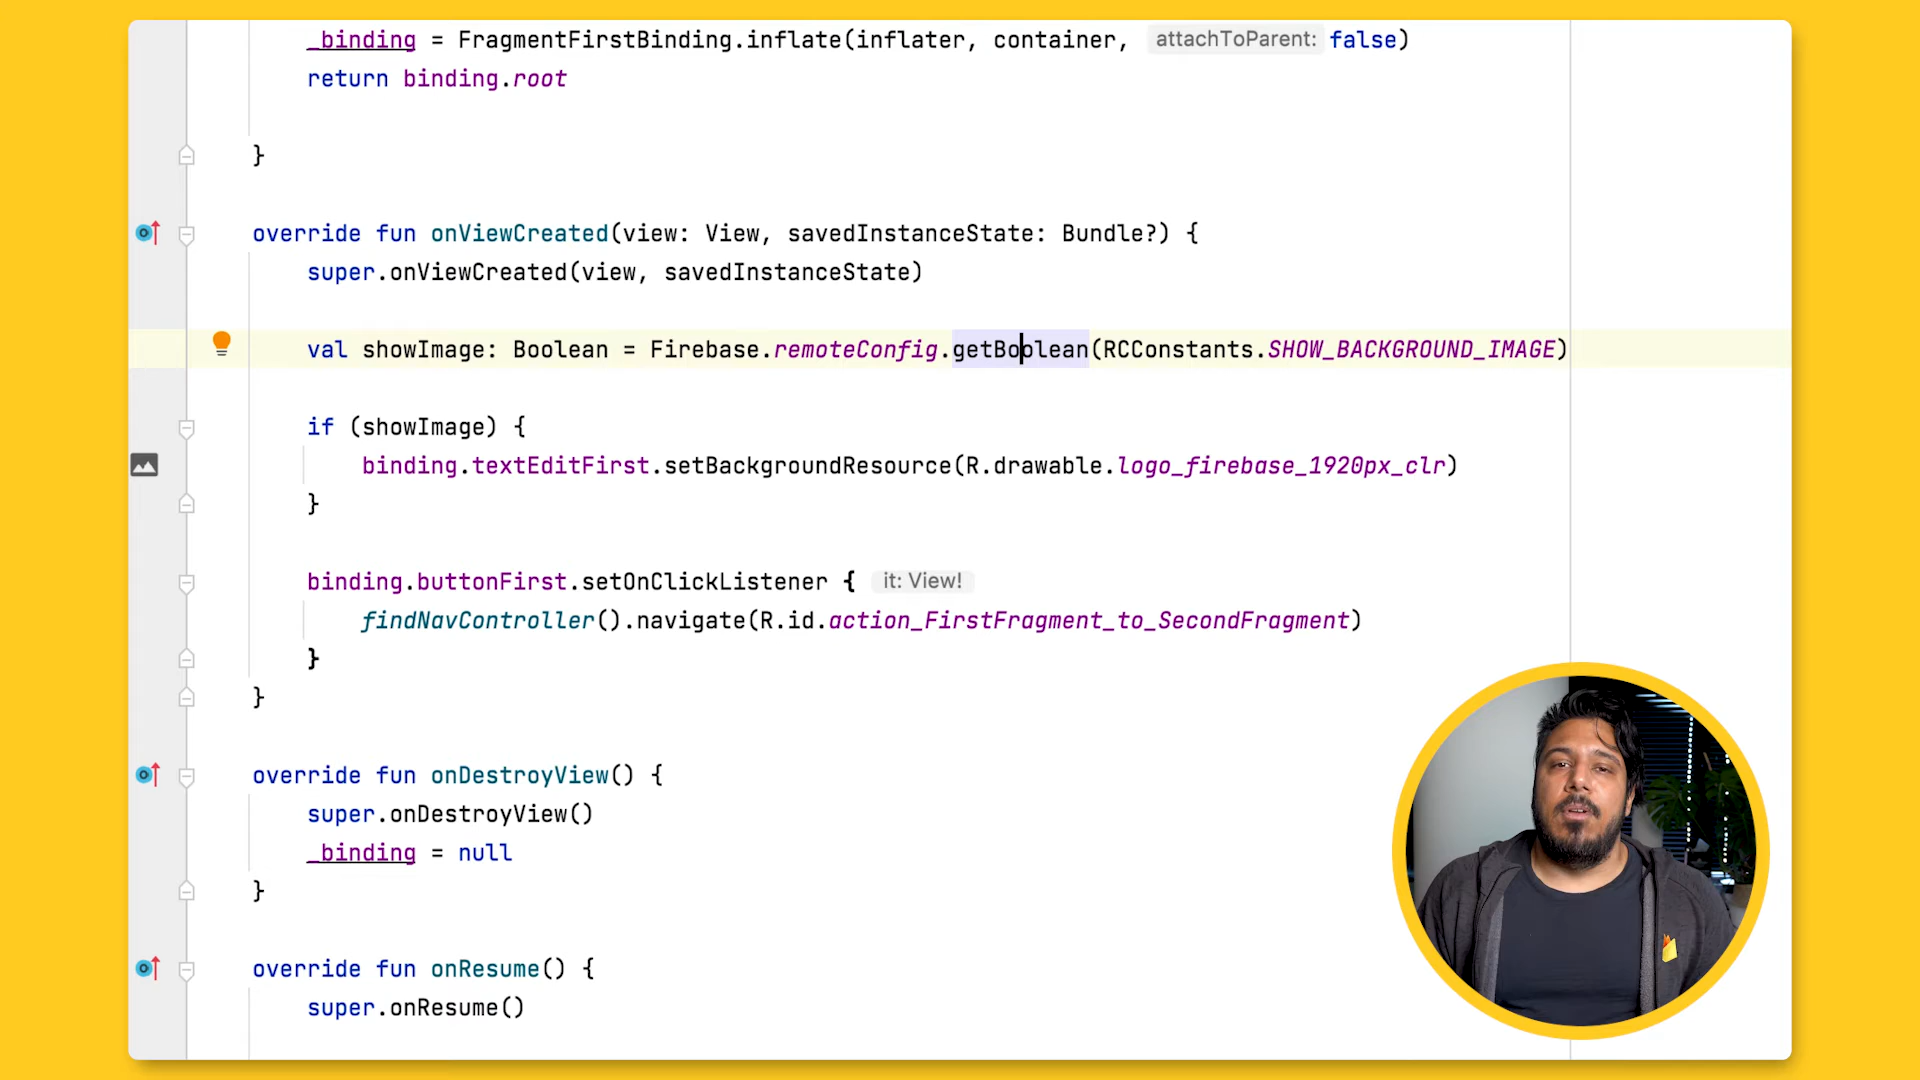 _binding = FragmentFirstBinding.inflate(inflater, container, attachToParent: false)
return binding.root
}
override fun onViewCreated(view: View, savedInstanceState: Bundle?) {
super.onViewCreated(view, savedInstanceState)
val showImage: Boolean = Firebase.remoteConfig.getBoolean(RCConstants.SHOW_BACKGROUND_IMAGE)
if (showImage) {
binding.textEditFirst.setBackgroundResource(R.drawable.logo_firebase_1920px_clr)
}
binding.buttonFirst.setOnClickListener { it: View!
findNavController().navigate(R.id.action_FirstFragment_to_SecondFragment)
}
}
override fun onDestroyView() {
super.onDestroyView()
_binding = null
}
override fun onResume() {
super.onResume()